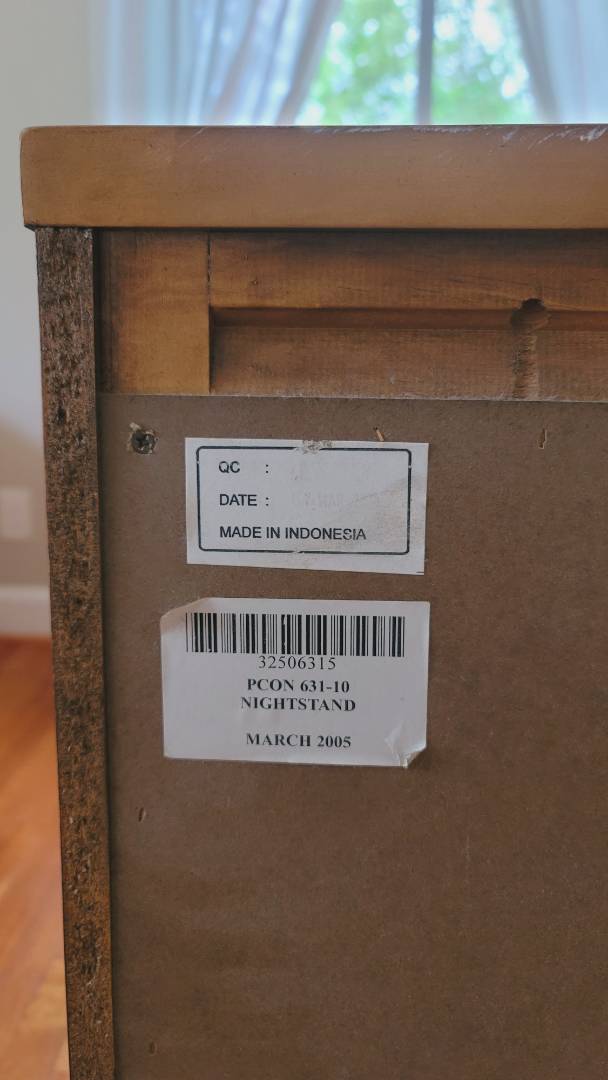 QC :
DATE :
MADE IN INDONESIA
32506315
PCON 631-10
NIGHTSTAND
MARCH 2005